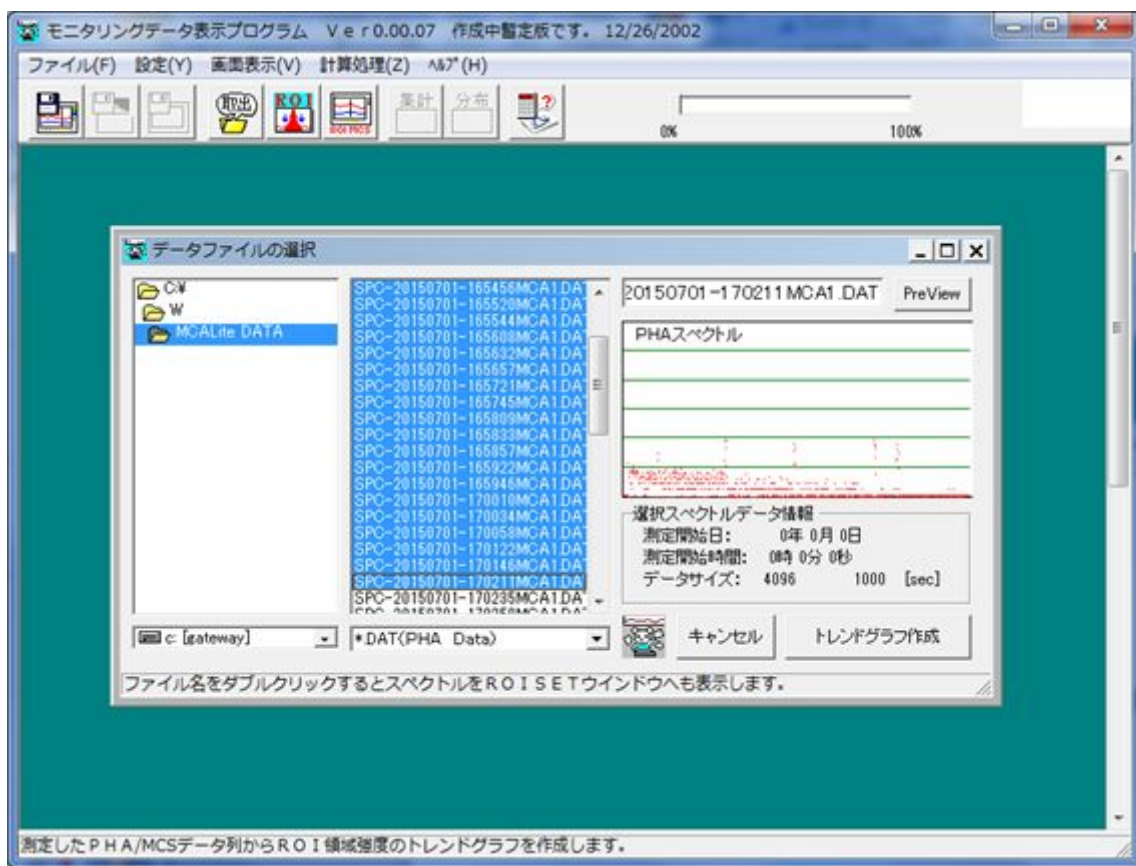 モニタリングデータ表示プログラム Ｖｅｒ0.00.07 作成中暫定版です。 12/26/2002
ファイル(F) 設定(Y) 画面表示(V) 計算処理(Z) ﾍﾙﾌﾟ(H)
取出 ROI ROI MCS 集計 分布 ?
0% 100%
データファイルの選択
C:¥
W
MCALite DATA
SPC-20150701-165456MCA1.DAT
SPC-20150701-165520MCA1.DAT
SPC-20150701-165544MCA1.DAT
SPC-20150701-165608MCA1.DAT
SPC-20150701-165632MCA1.DAT
SPC-20150701-165657MCA1.DAT
SPC-20150701-165721MCA1.DAT
SPC-20150701-165745MCA1.DAT
SPC-20150701-165809MCA1.DAT
SPC-20150701-165833MCA1.DAT
SPC-20150701-165857MCA1.DAT
SPC-20150701-165922MCA1.DAT
SPC-20150701-165946MCA1.DAT
SPC-20150701-170010MCA1.DAT
SPC-20150701-170034MCA1.DAT
SPC-20150701-170058MCA1.DAT
SPC-20150701-170122MCA1.DAT
SPC-20150701-170146MCA1.DAT
SPC-20150701-170211MCA1.DAT
SPC-20150701-170235MCA1.DA
c: [gateway]
*.DAT(PHA Data)
20150701-170211MCA1.DAT PreView
PHAスペクトル
選択スペクトルデータ情報
測定開始日: 0年 0月 0日
測定開始時間: 0時 0分 0秒
データサイズ: 4096 1000 [sec]
キャンセル トレンドグラフ作成
ファイル名をダブルクリックするとスペクトルをＲＯＩＳＥＴウインドウへも表示します。
測定したＰＨＡ/MCSデータ列からＲＯＩ領域強度のトレンドグラフを作成します。